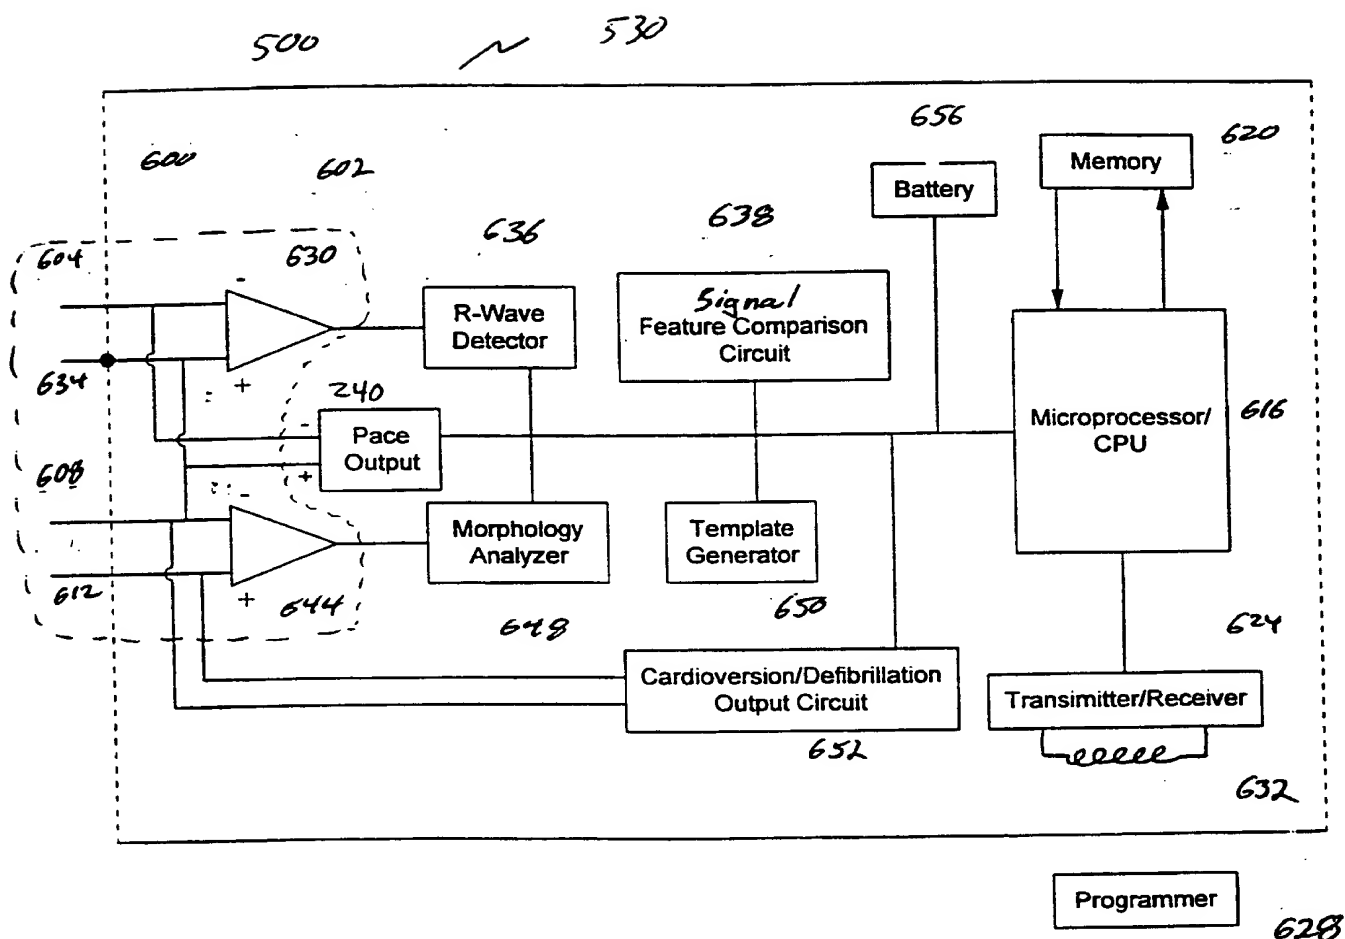 500
530
656
620
600
602
Memory
Battery
638
636
604
630
-
Signal
Feature Comparison
Circuit
R-Wave
Detector
634
+
240
-
Pace
Output
+
Microprocessor/
CPU
616
608
-
Morphology
Analyzer
Template
Generator
612
+
644
650
648
624
Cardioversion/Defibrillation
Output Circuit
Transimitter/Receiver
652
632
Programmer
628